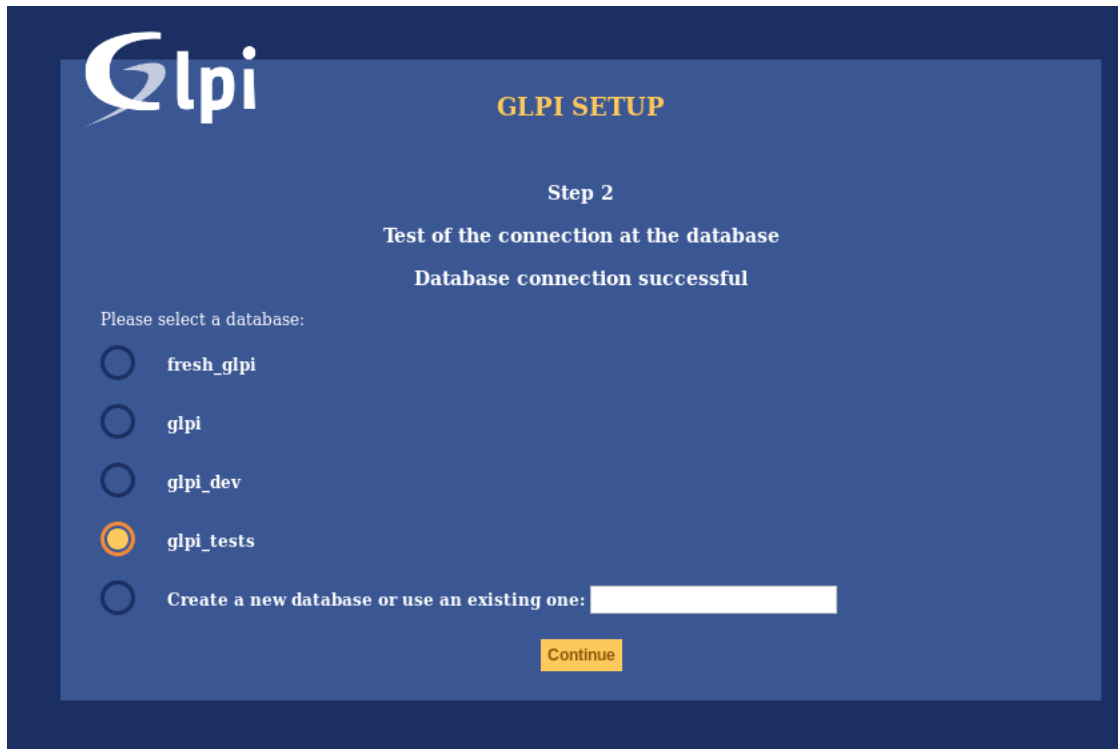 Glpi
GLPI SETUP
Step 2
Test of the connection at the database
Database connection successful
Please select a database:
fresh_glpi
glpi
glpi_dev
glpi_tests
Create a new database or use an existing one:
Continue